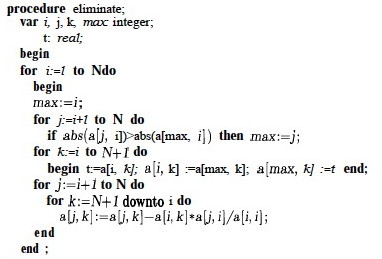 procedure eliminate;
var i, j, k, max: integer;
t: real;
begin
for i:=1 to Ndo
begin
max:=i;
for j:=i+1 to N do
if abs(a[j, i])>abs(a[max, i]) then max:=j;
for k:=i to N+1 do
begin t:=a[i, k]; a[i, k] :=a[max, k]; a[max, k] :=t end;
for j:=i+1 to N do
for k:=N+1 downto i do
a[j, k]:=a[j, k]-a[i, k]*a[j, i]/a[i, i];
end
end ;